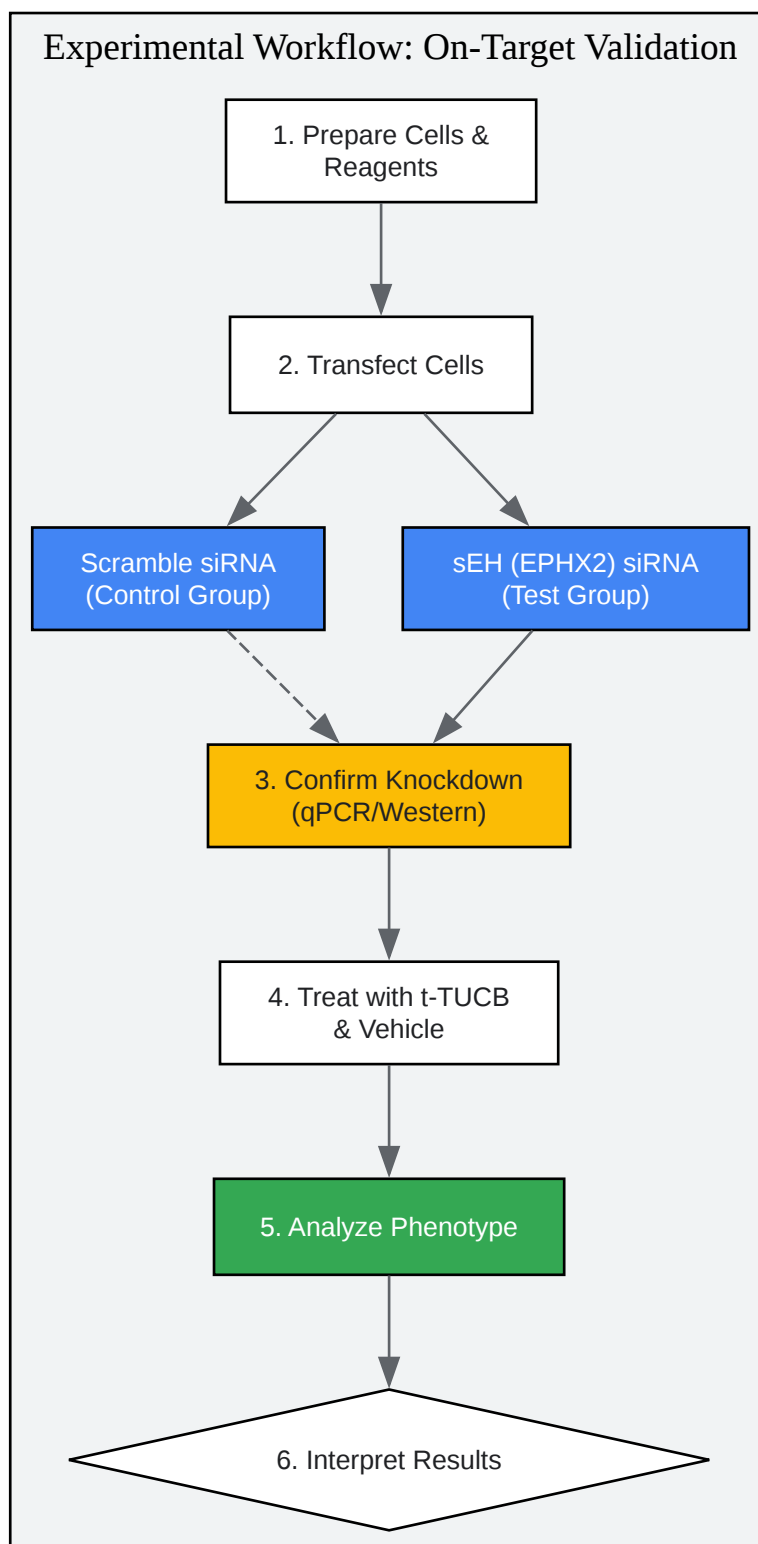 Experimental Workflow: On-Target Validation
1. Prepare Cells &
Reagents
2. Transfect Cells
Scramble siRNA
(Control Group)
sEH (EPHX2) siRNA
(Test Group)
3. Confirm Knockdown
(qPCR/Western)
4. Treat with t-TUCB
& Vehicle
5. Analyze Phenotype
6. Interpret Results